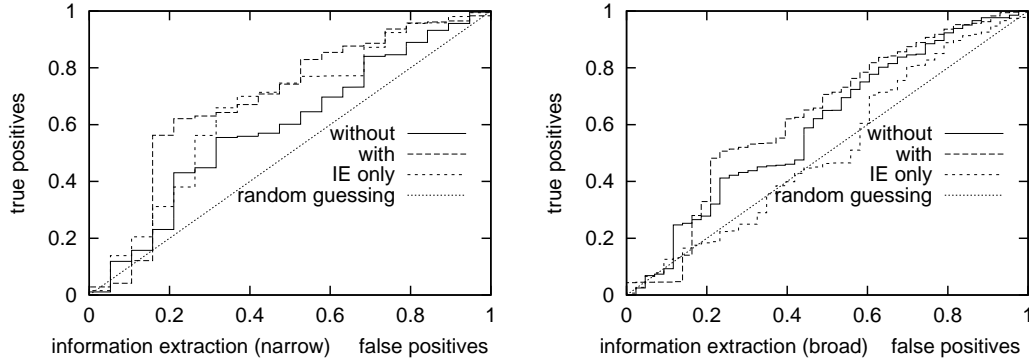 1
0.8
0.6
0.4
0.2
0
true positives
without
with
IE only
random guessing
0 0.2 0.4 0.6 0.8 1
information extraction (narrow) false positives
1
0.8
0.6
0.4
0.2
0
true positives
without
with
IE only
random guessing
0 0.2 0.4 0.6 0.8 1
information extraction (broad) false positives